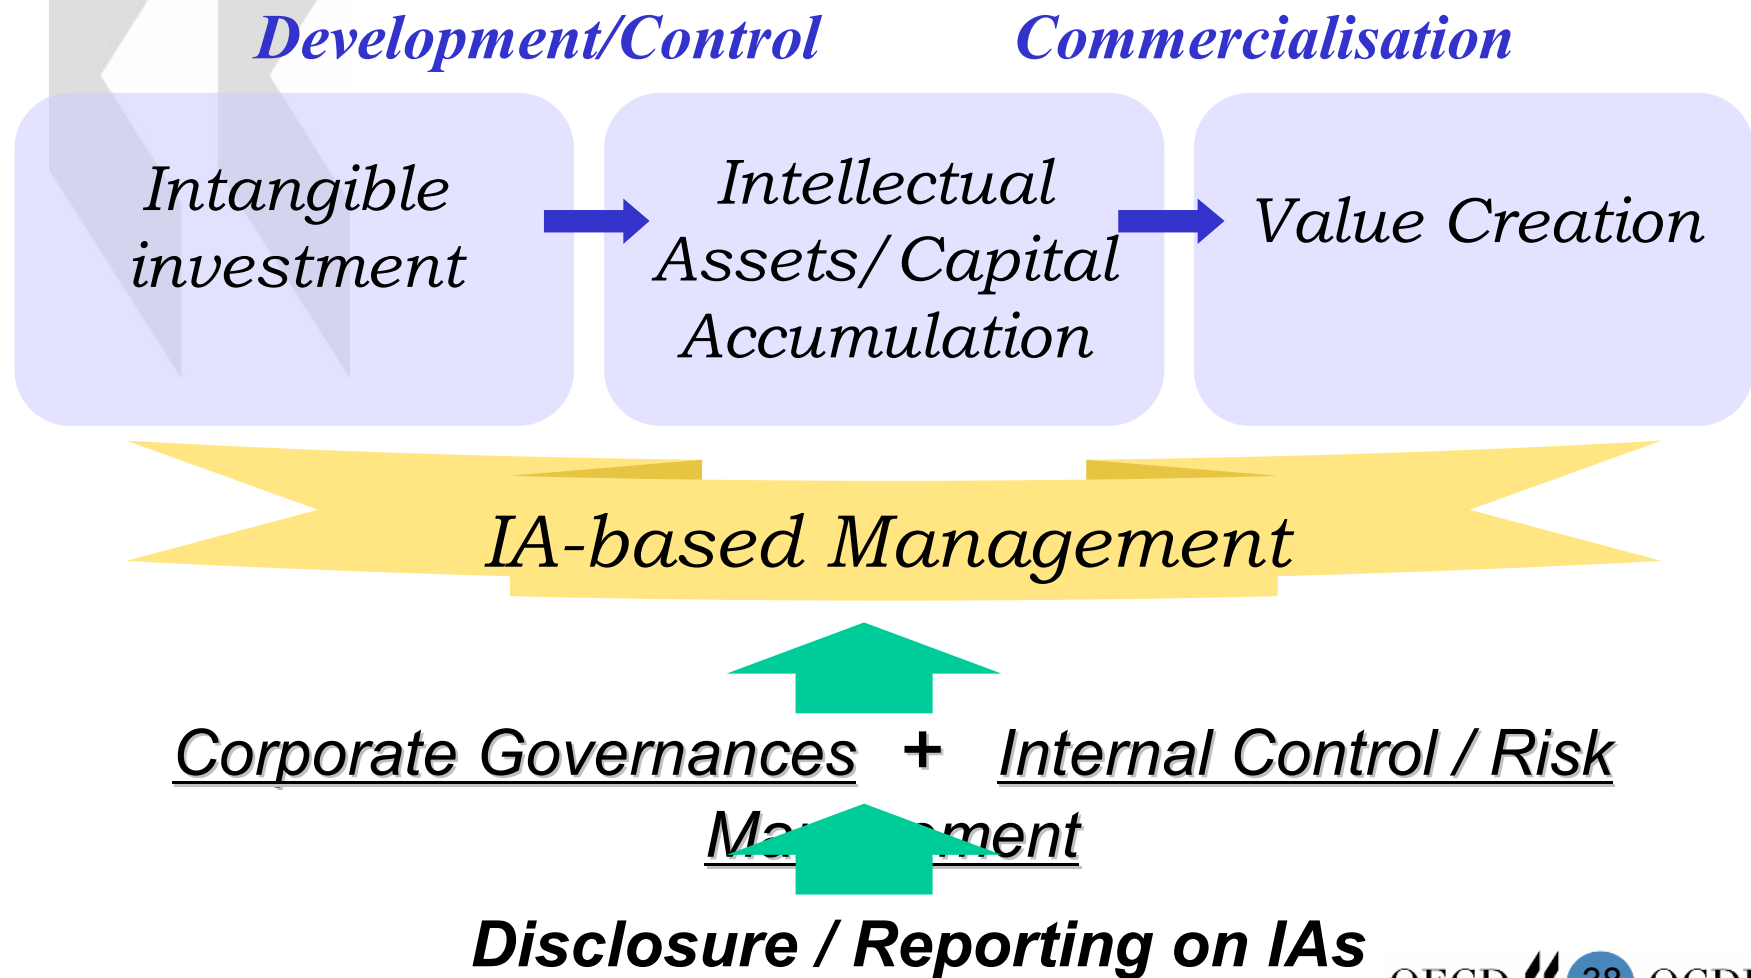 Development/Control Commercialisation
Intangible
investment
Intellectual
Assets/Capital
Accumulation
Value Creation
IA-based Management
Corporate Governances + Internal Control / Risk
Disclosure / Reporting on IAs